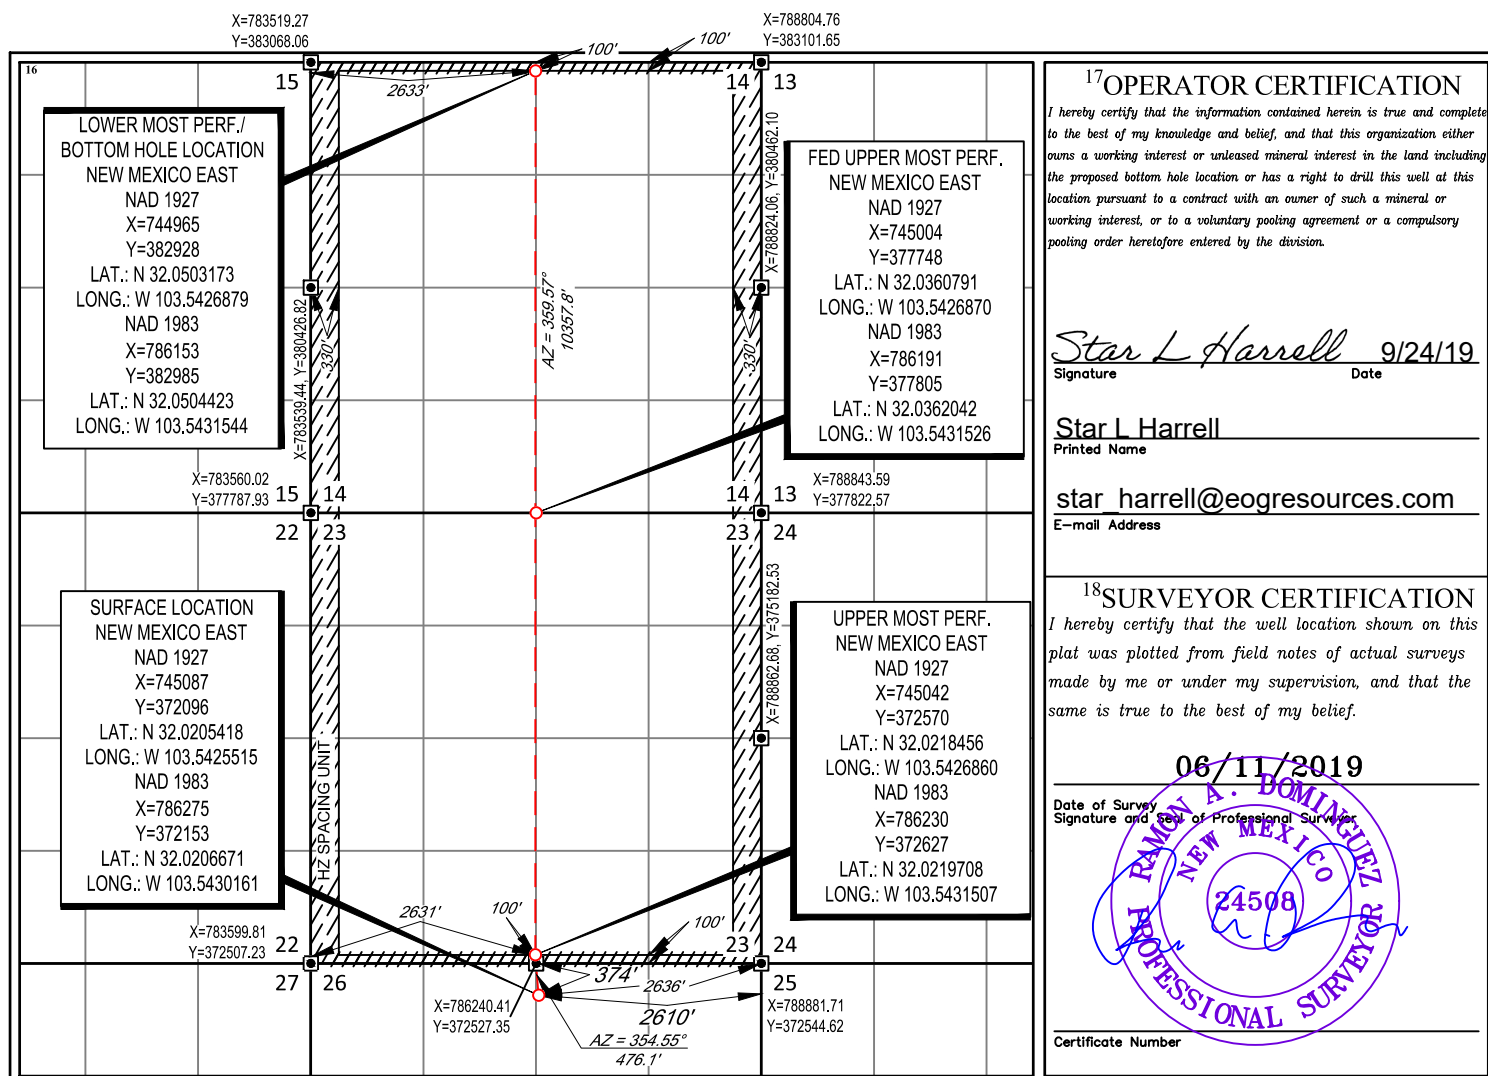 X=783519.27
Y=383068.06
X=788804.76
Y=383101.65
16
15
100'
100'
14
13
2633'
LOWER MOST PERF./
BOTTOM HOLE LOCATION
NEW MEXICO EAST
NAD 1927
X=744965
Y=382928
LAT.: N 32.0503173
LONG.: W 103.5426879
NAD 1983
X=786153
Y=382985
LAT.: N 32.0504423
LONG.: W 103.5431544
X=783539.44, Y=380426.82
330'
AZ = 359.57°
10357.8'
X=788824.06, Y=380462.10
330'
FED UPPER MOST PERF.
NEW MEXICO EAST
NAD 1927
X=745004
Y=377748
LAT.: N 32.0360791
LONG.: W 103.5426870
NAD 1983
X=786191
Y=377805
LAT.: N 32.0362042
LONG.: W 103.5431526
X=783560.02
Y=377787.93
15 14
22 23
X=788843.59
Y=377822.57
14 13
23 24
SURFACE LOCATION
NEW MEXICO EAST
NAD 1927
X=745087
Y=372096
LAT.: N 32.0205418
LONG.: W 103.5425515
NAD 1983
X=786275
Y=372153
LAT.: N 32.0206671
LONG.: W 103.5430161
HZ SPACING UNIT
X=788862.68, Y=375182.53
UPPER MOST PERF.
NEW MEXICO EAST
NAD 1927
X=745042
Y=372570
LAT.: N 32.0218456
LONG.: W 103.5426860
NAD 1983
X=786230
Y=372627
LAT.: N 32.0219708
LONG.: W 103.5431507
X=783599.81
Y=372507.23
22
27 26
2631'
100'
100'
23 24
25
374'
2636'
2610'
X=786240.41
Y=372527.35
AZ = 354.55°
476.1'
X=788881.71
Y=372544.62
17OPERATOR CERTIFICATION
I hereby certify that the information contained herein is true and complete
to the best of my knowledge and belief, and that this organization either
owns a working interest or unleased mineral interest in the land including
the proposed bottom hole location or has a right to drill this well at this
location pursuant to a contract with an owner of such a mineral or
working interest, or to a voluntary pooling agreement or a compulsory
pooling order heretofore entered by the division.
Star L Harrell 9/24/19
Signature Date
Star L Harrell
Printed Name
star_harrell@eogresources.com
E-mail Address
18SURVEYOR CERTIFICATION
I hereby certify that the well location shown on this
plat was plotted from field notes of actual surveys
made by me or under my supervision, and that the
same is true to the best of my belief.
06/11/2019
Date of Survey
Signature and Seal of Professional Surveyor
RAMON A. DOMINGUEZ
NEW MEXICO
24508
PROFESSIONAL SURVEYOR
Certificate Number